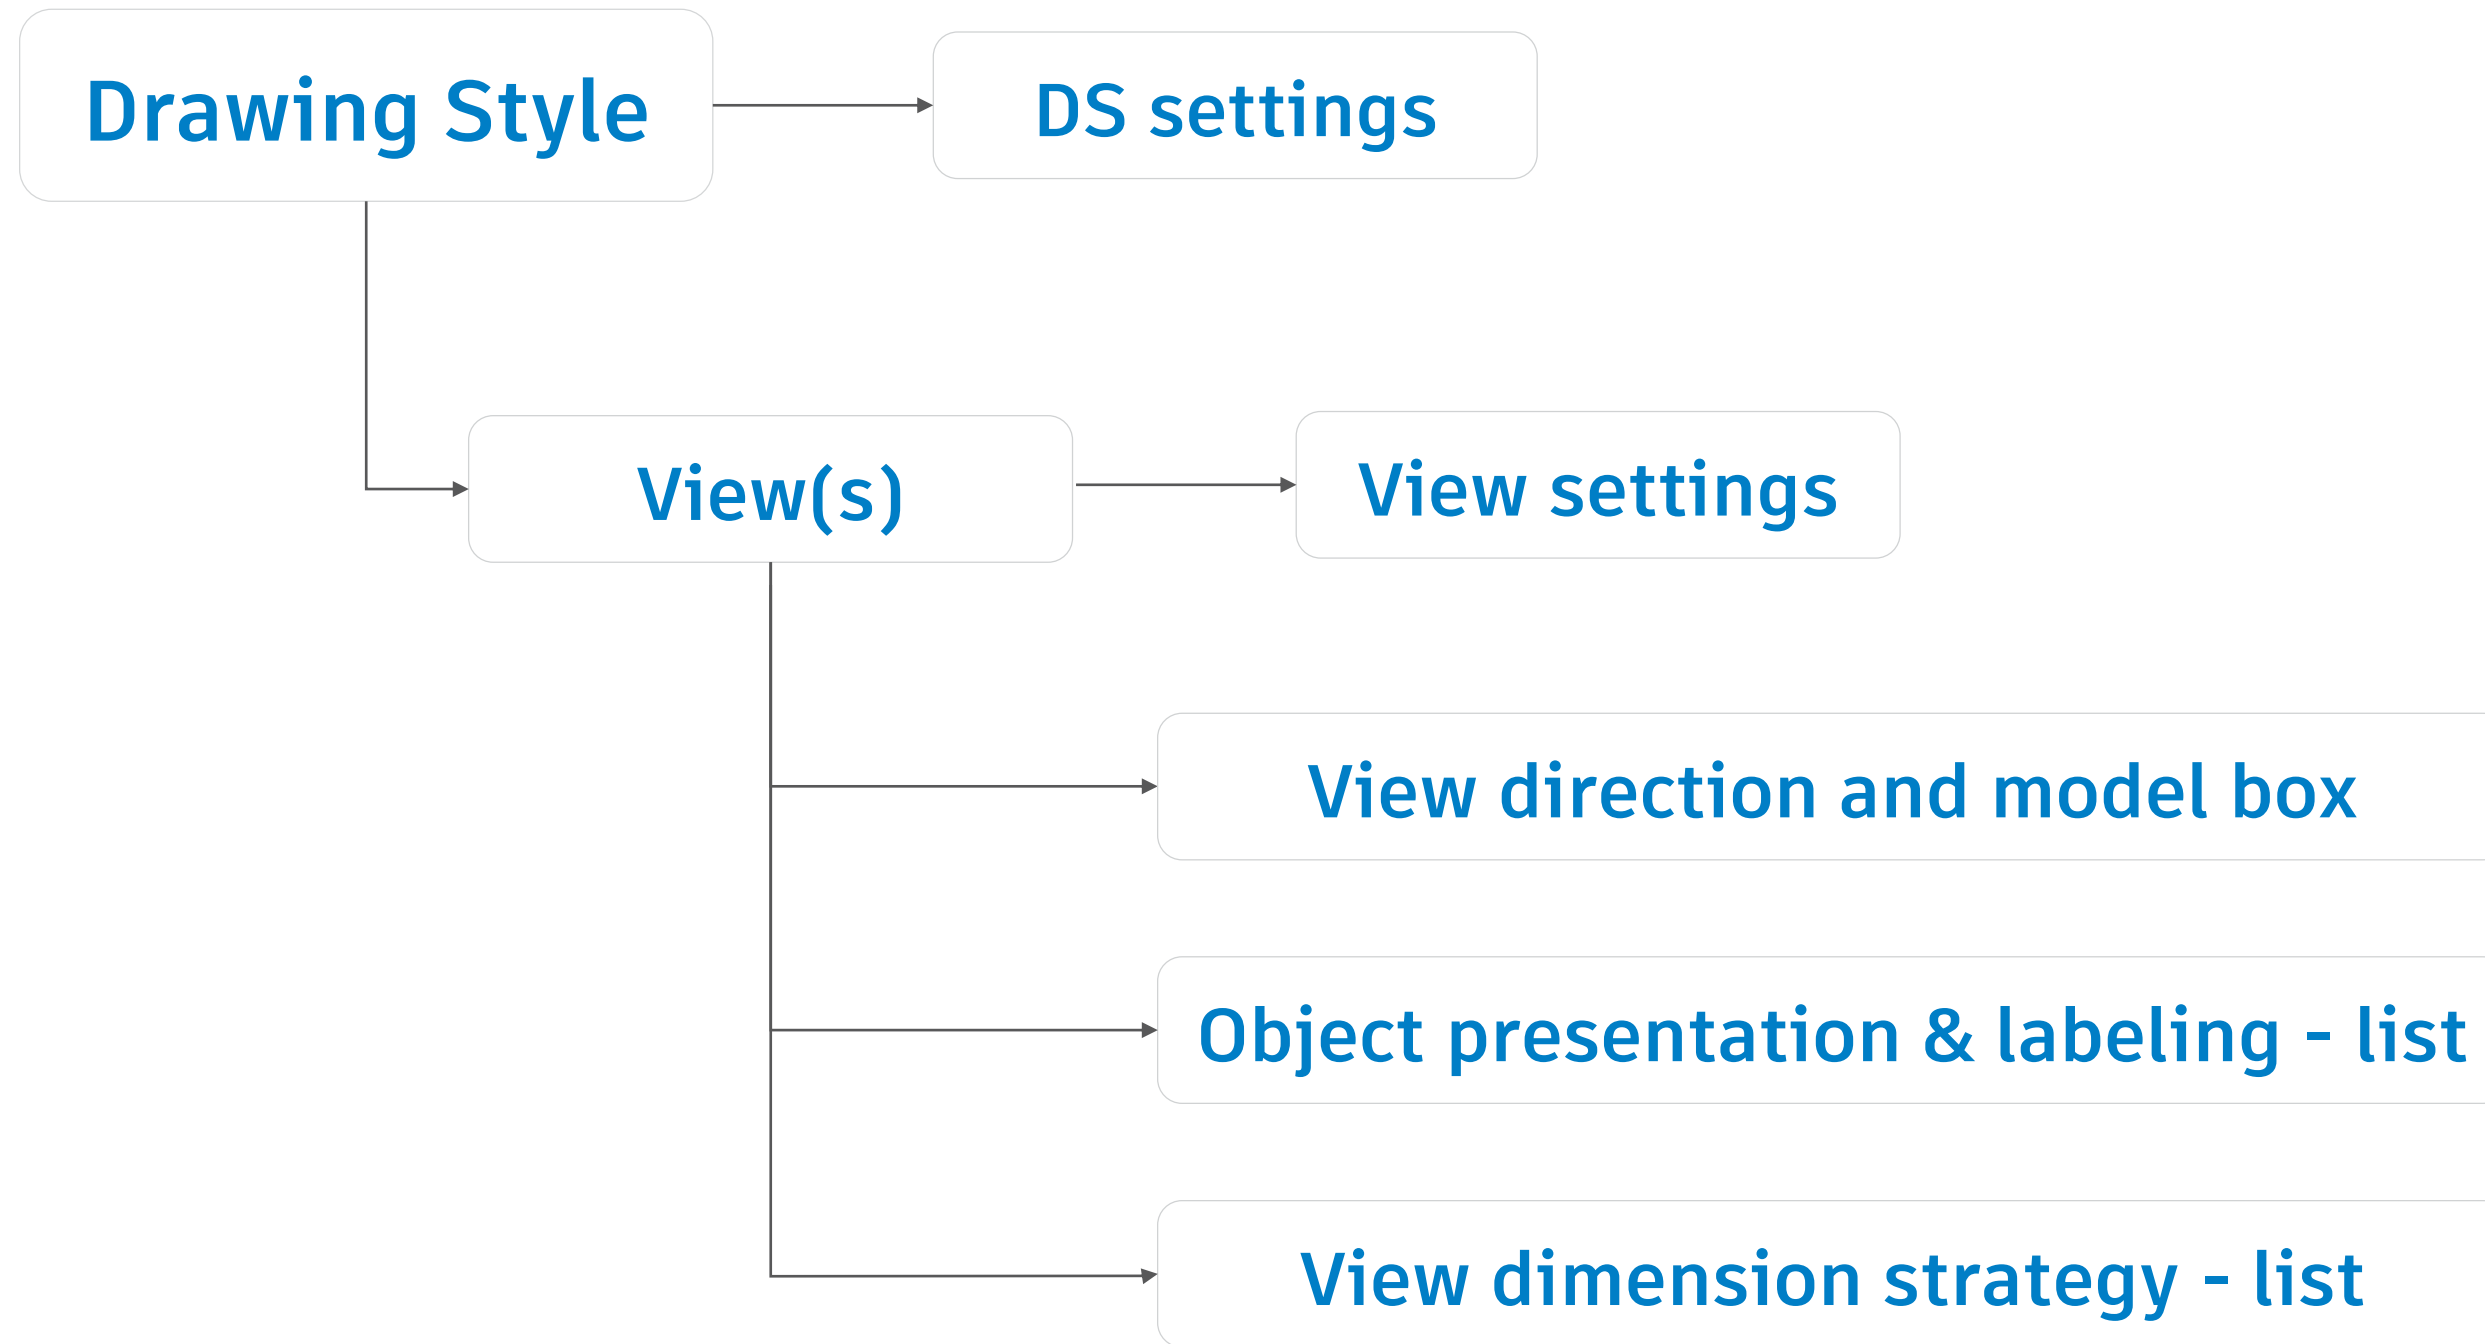 Drawing Style
DS settings
View(s)
View settings
View direction and model box
Object presentation & labeling - list
View dimension strategy - list